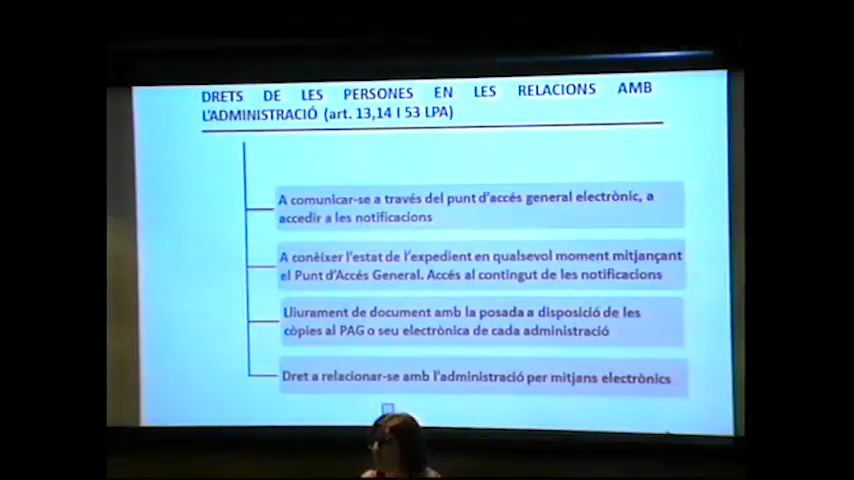 DRETS DE LES PERSONES EN LES RELACIONS AMB
L'ADMINISTRACIÓ (art. 13,14 I 53 LPA)
A comunicar-se a través del punt d'accés general electrònic, a
accedir a les notificacions
A conèixer l'estat de l'expedient en qualsevol moment mitjançant
el Punt d'Accés General. Accés al contingut de les notificacions
Lliurament de document amb la posada a disposició de les
còpies al PAG o seu electrònica de cada administració
Dret a relacionar-se amb l'administració per mitjans electrònics